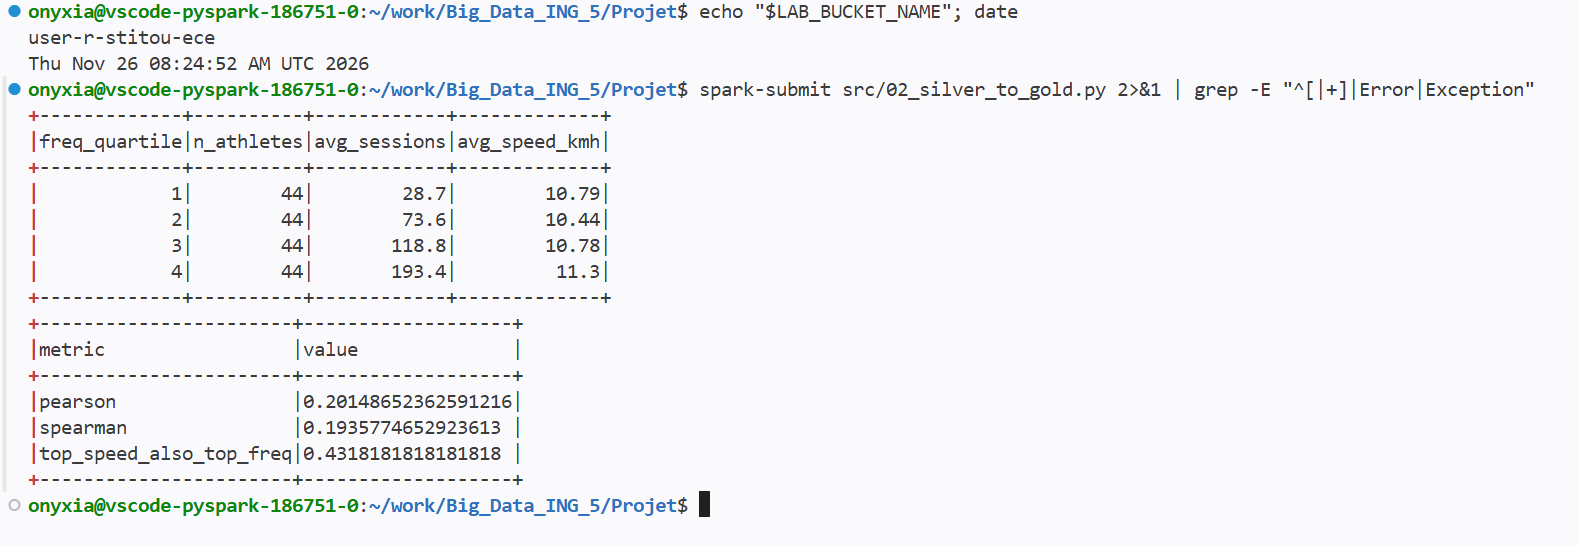 onyxia@vscode-pyspark-186751-0:~/work/Big_Data_ING_5/Projet$ echo "$LAB_BUCKET_NAME"; date
user-r-stitou-ece
Thu Nov 26 08:24:52 AM UTC 2026
onyxia@vscode-pyspark-186751-0:~/work/Big_Data_ING_5/Projet$ spark-submit src/02_silver_to_gold.py 2>&1 | grep -E "^[|+]|Error|Exception"
+-------------+----------+------------+-------------+
|freq_quartile|n_athletes|avg_sessions|avg_speed_kmh|
+-------------+----------+------------+-------------+
|            1|        44|        28.7|        10.79|
|            2|        44|        73.6|        10.44|
|            3|        44|       118.8|        10.78|
|            4|        44|       193.4|         11.3|
+-------------+----------+------------+-------------+
+----------------------+-------------------+
|metric                |value              |
+----------------------+-------------------+
|pearson               |0.20148652362591216|
|spearman              |0.1935774652923613 |
|top_speed_also_top_freq|0.4318181818181818 |
+----------------------+-------------------+
onyxia@vscode-pyspark-186751-0:~/work/Big_Data_ING_5/Projet$